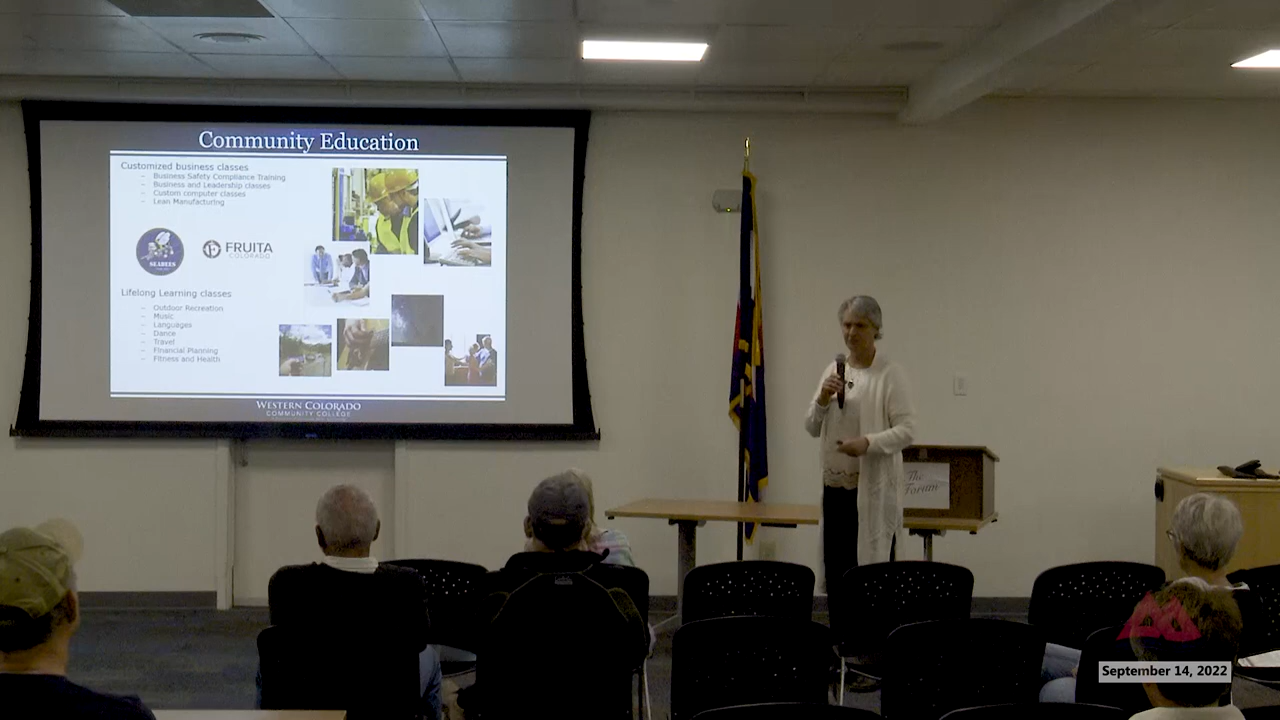 Community Education
Customized business classes
– Business Safety Compliance Training
– Business and Leadership classes
– Custom computer classes
– Lean Manufacturing
SEABEES
FRUITA
COLORADO
Lifelong Learning classes
– Outdoor Recreation
– Music
– Languages
– Dance
– Travel
– Financial Planning
– Fitness and Health
WESTERN COLORADO
COMMUNITY COLLEGE
The
Forum
September 14, 2022